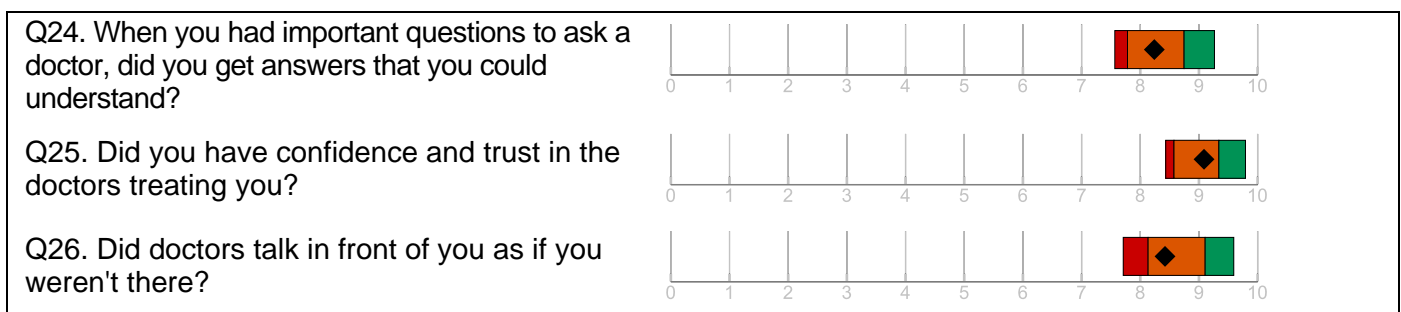 Q24. When you had important questions to ask a
doctor, did you get answers that you could
understand?
0 1 2 3 4 5 6 7 8 9 10
Q25. Did you have confidence and trust in the
doctors treating you?
0 1 2 3 4 5 6 7 8 9 10
Q26. Did doctors talk in front of you as if you
weren't there?
0 1 2 3 4 5 6 7 8 9 10